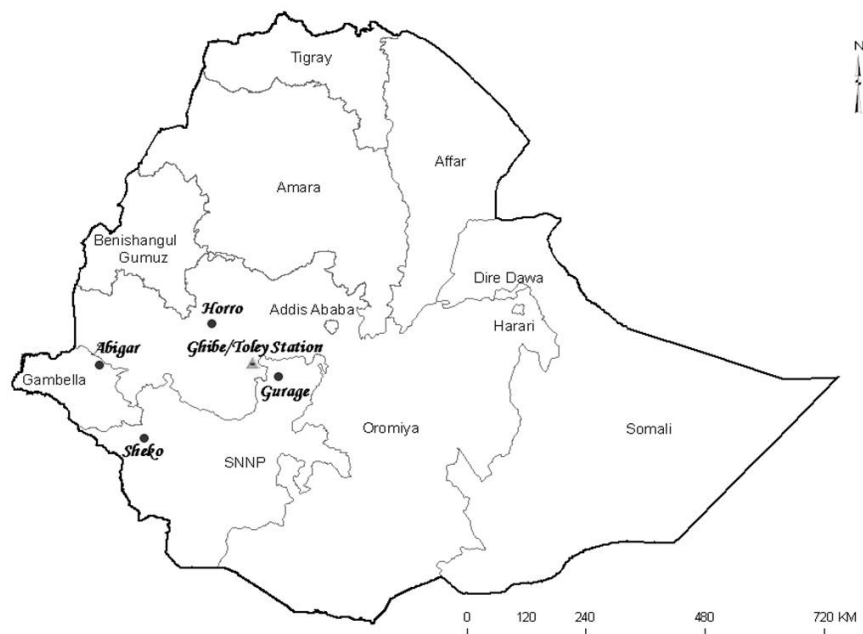 Tigray
N
Affar
Amara
Benishangul
Gumuz
Dire Dawa
Horro
Addis Ababa
Harari
Ghibe/Toley Station
Abigar
Gambella
Gurage
Oromiya
Somali
Sheko
SNNP
0 120 240 480 720 KM